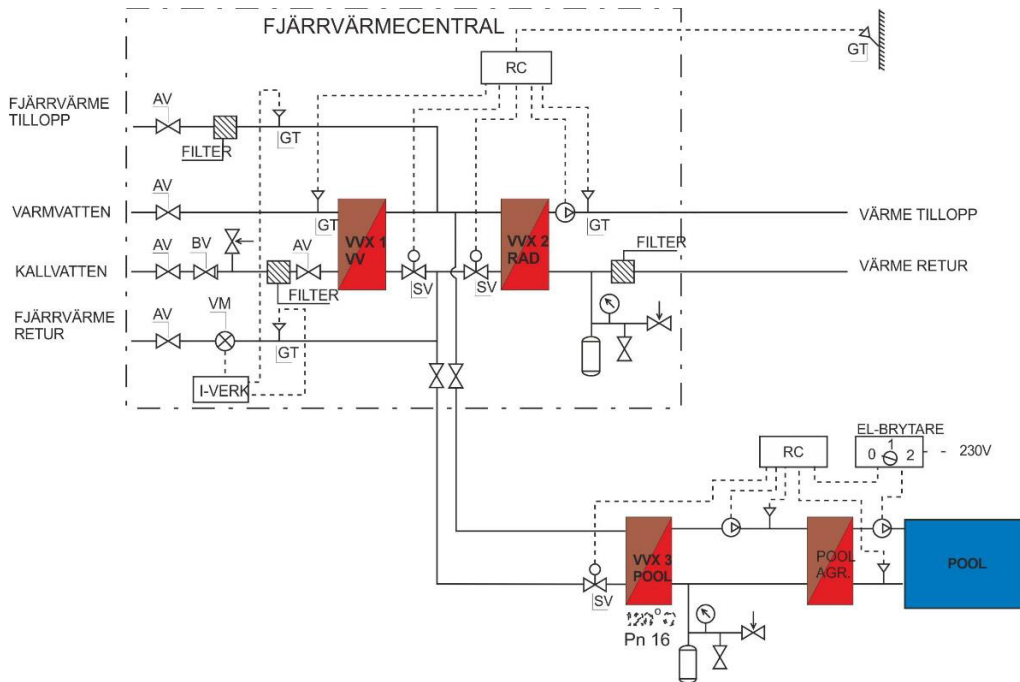 FJÄRRVÄRMECENTRAL
RC
GT
FJÄRRVÄRME
TILLOPP
AV
FILTER
GT
VARMVATTEN
AV
GT
VVX 1
VV
VVX 2
RAD
GT
FILTER
VÄRME TILLOPP
KALLVATTEN
AV
BV
FILTER
AV
SV
SV
VÄRME RETUR
FJÄRRVÄRME
RETUR
AV
VM
GT
I-VERK
EL-BRYTARE
RC
0
1
2
230V
SV
VVX 3
POOL
POOL
AGR.
POOL
Pn 16